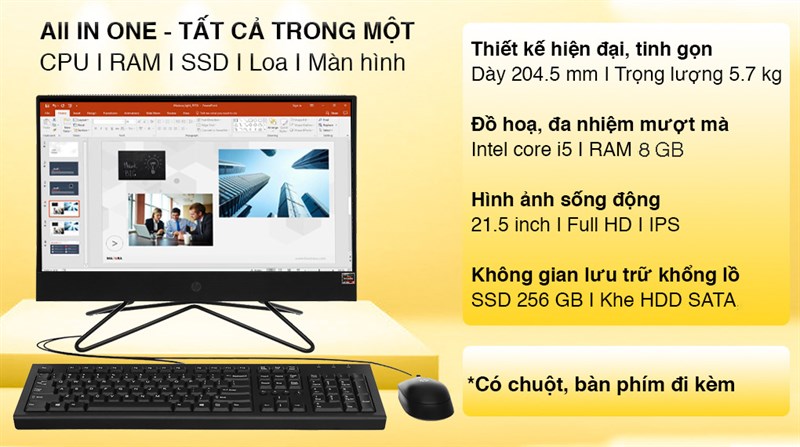 All IN ONE - TẤT CẢ TRONG MỘT
CPU I RAM I SSD I Loa I Màn hình
Thiết kế hiện đại, tinh gọn
Dày 204.5 mm I Trọng lượng 5.7 kg
Đồ hoạ, đa nhiệm mượt mà
Intel core i5 I RAM 8 GB
Hình ảnh sống động
21.5 inch I Full HD I IPS
Không gian lưu trữ khổng lồ
SSD 256 GB I Khe HDD SATA
*Có chuột, bàn phím đi kèm